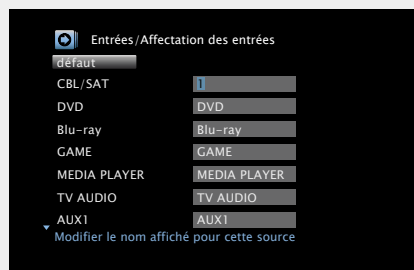 Entrées/Affectation des entrées
défaut
CBL/SAT 1
DVD DVD
Blu-ray Blu-ray
GAME GAME
MEDIA PLAYER MEDIA PLAYER
TV AUDIO TV AUDIO
AUX1 AUX1
Modifier le nom affiché pour cette source